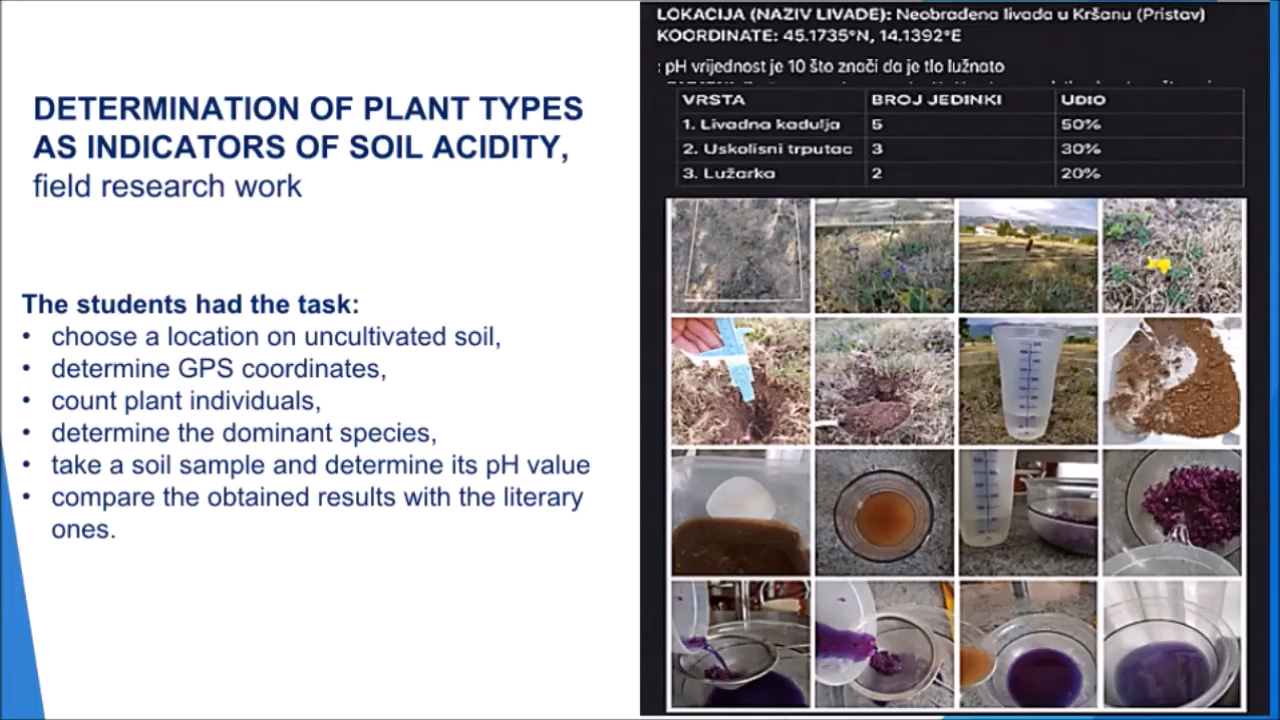 DETERMINATION OF PLANT TYPES
AS INDICATORS OF SOIL ACIDITY,
field research work
The students had the task:
• choose a location on uncultivated soil,
• determine GPS coordinates,
• count plant individuals,
• determine the dominant species,
• take a soil sample and determine its pH value
• compare the obtained results with the literary
ones.
LOKACIJA (NAZIV LIVADE): Neobrađena livada u Kršanu (Pristav)
KOORDINATE: 45.1735°N, 14.1392°E
: pH vrijednost je 10 što znači da je tlo lužnato
VRSTA BROJ JEDINKI UDIO
1. Livadna kadulja 5 50%
2. Uskolisni trputac 3 30%
3. Lužarka 2 20%